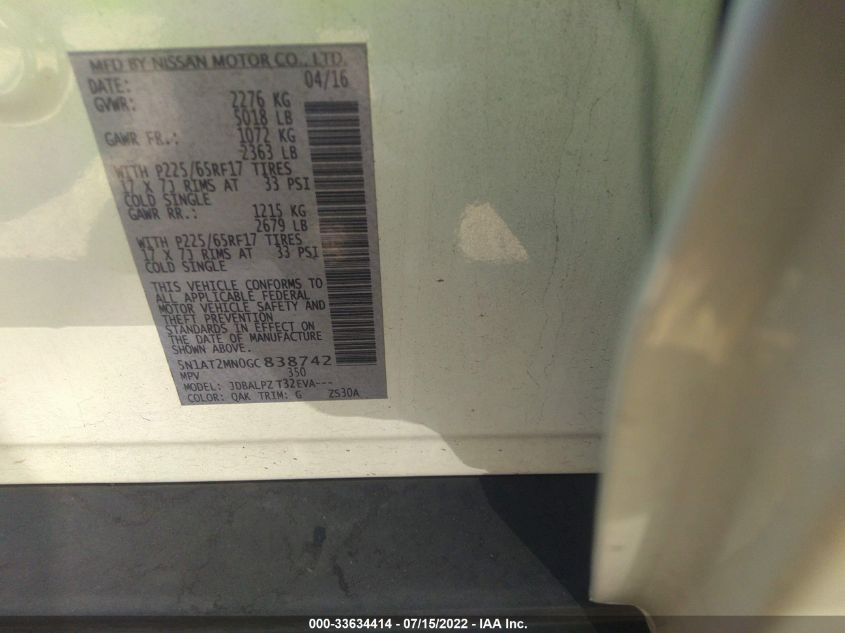 MFD BY NISSAN MOTOR CO., LTD.
DATE: 04/16
GVWR: 2276 KG
5018 LB
GAWR FR.: 1072 KG
2363 LB
WITH P225/65RF17 TIRES
17 X 7J RIMS AT 33 PSI
COLD SINGLE
GAWR RR.: 1215 KG
2679 LB
WITH P225/65RF17 TIRES
17 X 7J RIMS AT 33 PSI
COLD SINGLE
THIS VEHICLE CONFORMS TO
ALL APPLICABLE FEDERAL
MOTOR VEHICLE SAFETY AND
THEFT PREVENTION
STANDARDS IN EFFECT ON
THE DATE OF MANUFACTURE
SHOWN ABOVE.
5N1AT2MN0GC838742
MPV 350
MODEL: JDBALPZ T32EVA---
COLOR: QAK TRIM: G ZS30A
000-33634414 - 07/15/2022 - IAA Inc.